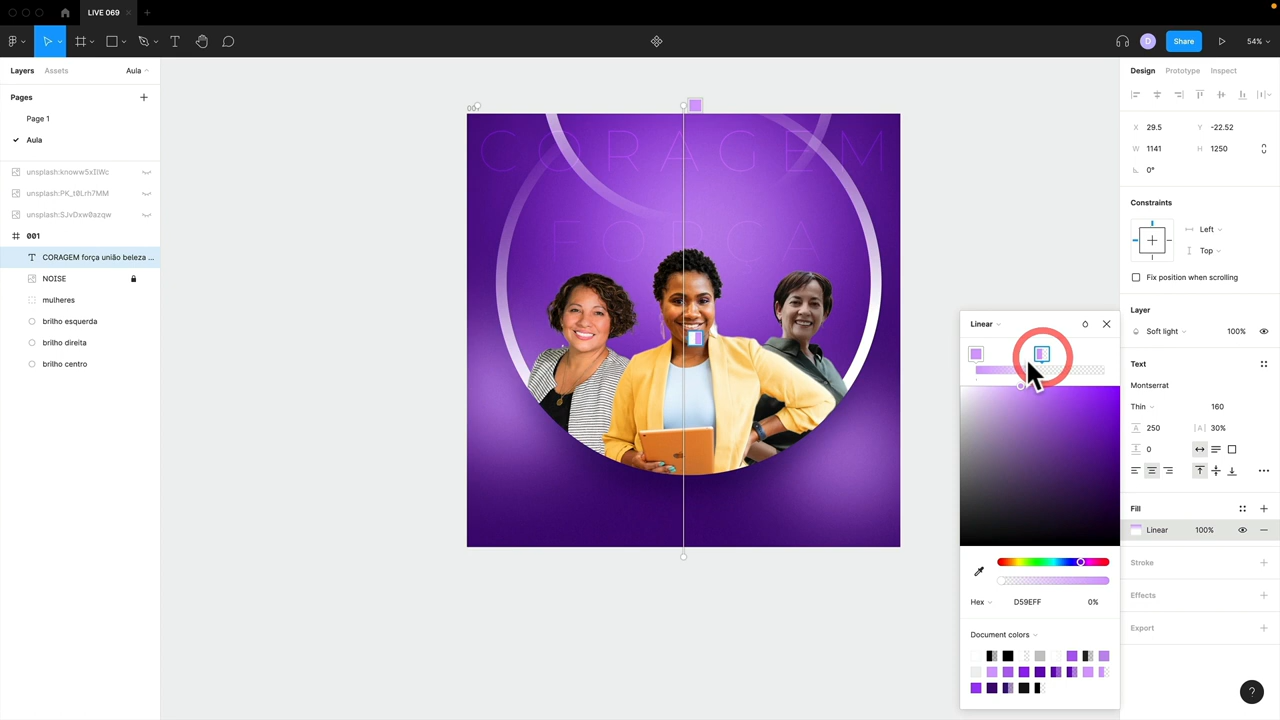 LIVE 069
Share
54%
Layers
Assets
Aula
Pages
Page 1
Aula
unsplash:knoww5xIlWc
unsplash:PK_t0Lrh7MM
unsplash:SJvDxw0azqw
001
CORAGEM força união beleza ...
NOISE
mulheres
brilho esquerda
brilho direita
brilho centro
CORAGEM
FORÇA
Design
Prototype
Inspect
X 29.5
Y -22.52
W 1141
H 1250
0°
Constraints
Left
Top
Fix position when scrolling
Layer
Soft light
100%
Text
Montserrat
Thin
160
250
30%
0
Fill
Linear
100%
Stroke
Effects
Export
Linear
Hex
D59EFF
0%
Document colors
D
?